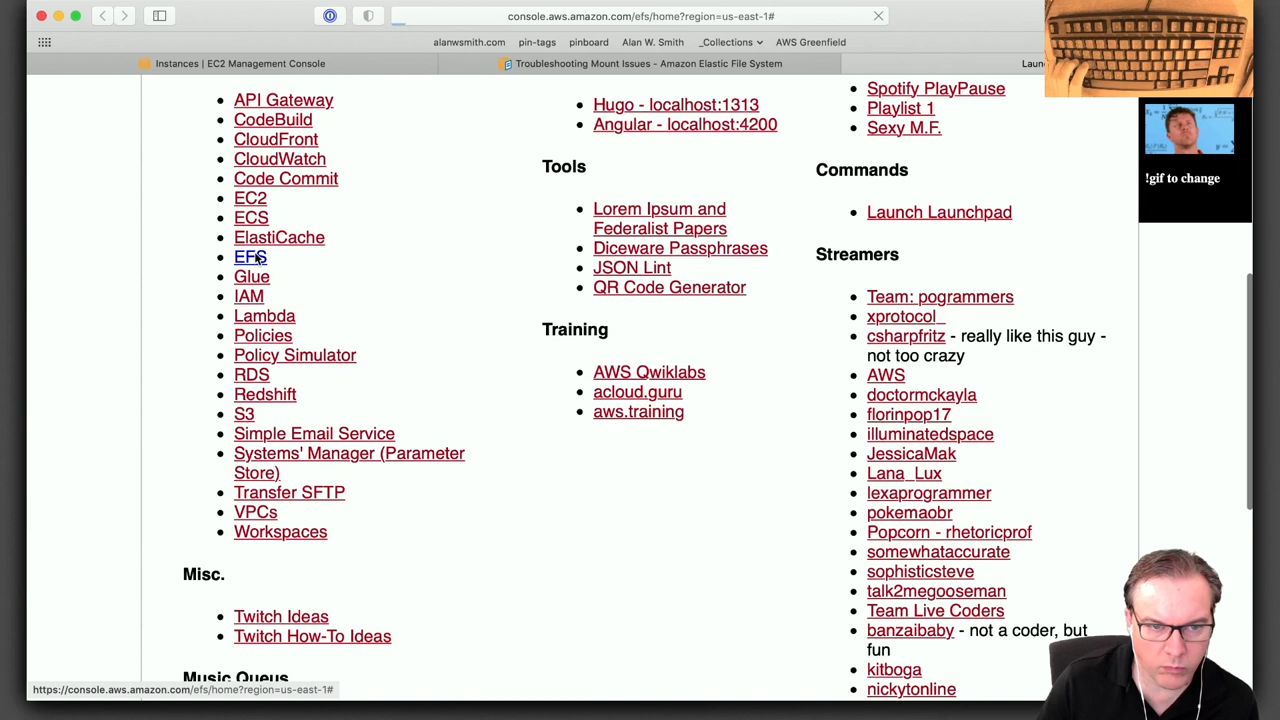 console.aws.amazon.com/efs/home?region=us-east-1#
alanwsmith.com pin-tags pinboard Alan W. Smith _Collections AWS Greenfield
Instances | EC2 Management Console
Troubleshooting Mount Issues - Amazon Elastic File System
API Gateway
CodeBuild
CloudFront
CloudWatch
Code Commit
EC2
ECS
ElastiCache
EFS
Glue
IAM
Lambda
Policies
Policy Simulator
RDS
Redshift
S3
Simple Email Service
Systems' Manager (Parameter
Store)
Transfer SFTP
VPCs
Workspaces
Misc.
Twitch Ideas
Twitch How-To Ideas
Music Queus
https://console.aws.amazon.com/efs/home?region=us-east-1#
Hugo - localhost:1313
Angular - localhost:4200
Tools
Lorem Ipsum and
Federalist Papers
Diceware Passphrases
JSON Lint
QR Code Generator
Training
AWS Qwiklabs
acloud.guru
aws.training
Spotify PlayPause
Playlist 1
Sexy M.F.
Commands
Launch Launchpad
Streamers
Team: pogrammers
xprotocol_
csharpfritz - really like this guy -
not too crazy
AWS
doctormckayla
florinpop17
illuminatedspace
JessicaMak
Lana_Lux
lexaprogrammer
pokemaobr
Popcorn - rhetoricprof
somewhataccurate
sophisticsteve
talk2megooseman
Team Live Coders
banzaibaby - not a coder, but
fun
kitboga
nickytonline
!gif to change